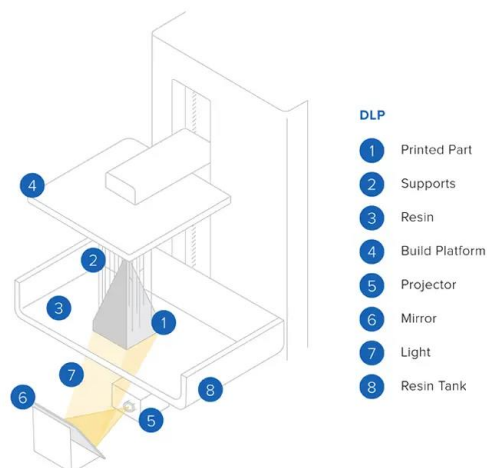 DLP
1 Printed Part
2 Supports
3 Resin
4 Build Platform
5 Projector
6 Mirror
7 Light
8 Resin Tank
4
2
3
1
7
8
6
5